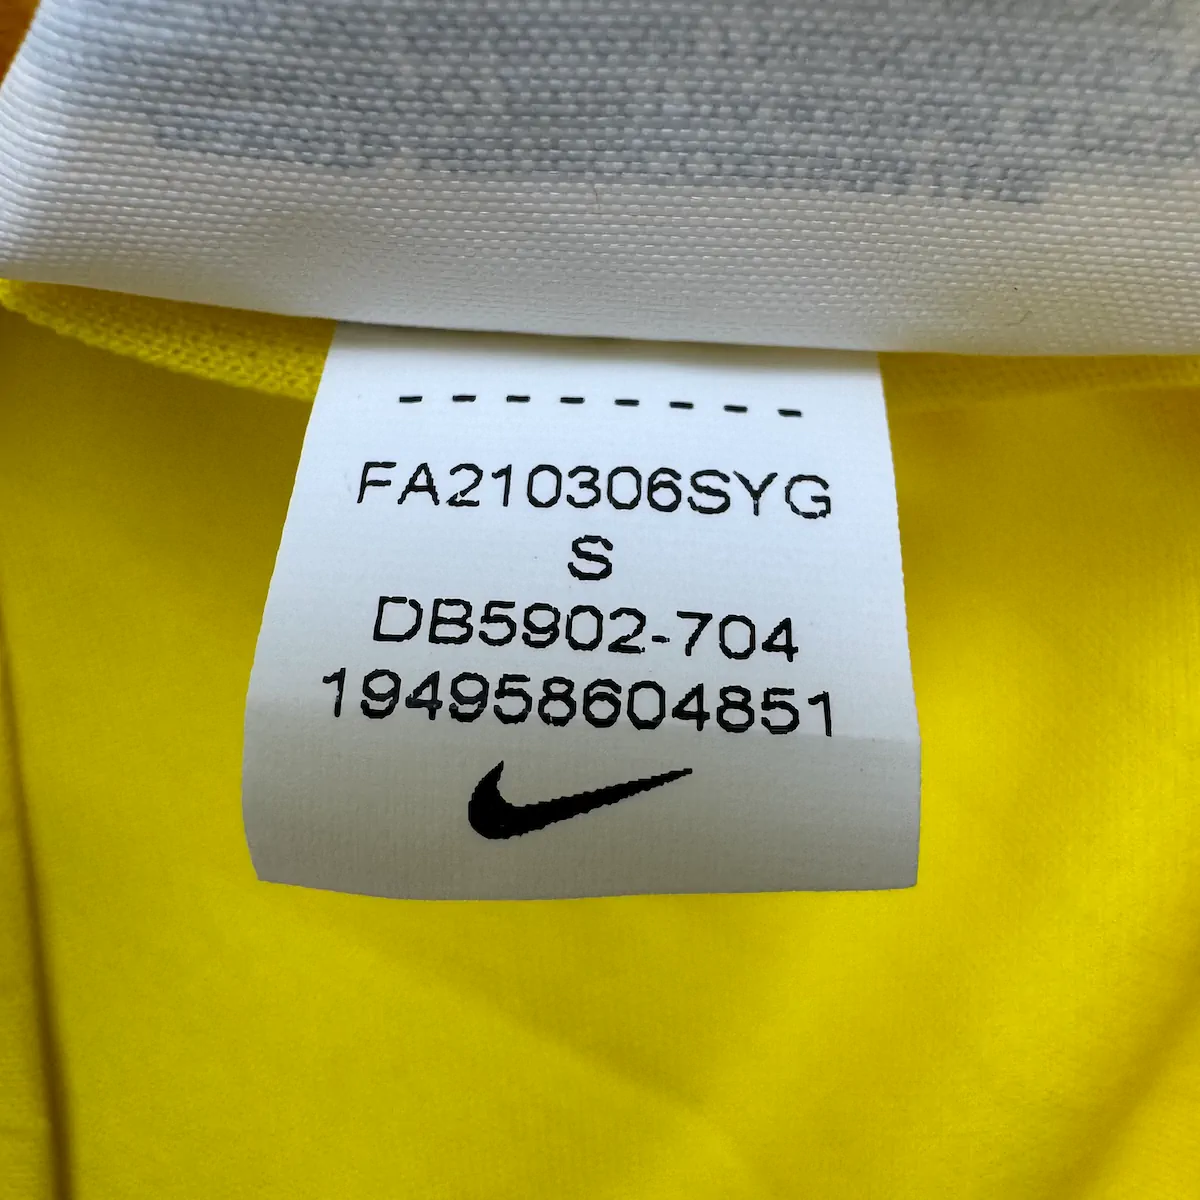 --------
FA210306SYG
S
DB5902-704
194958604851